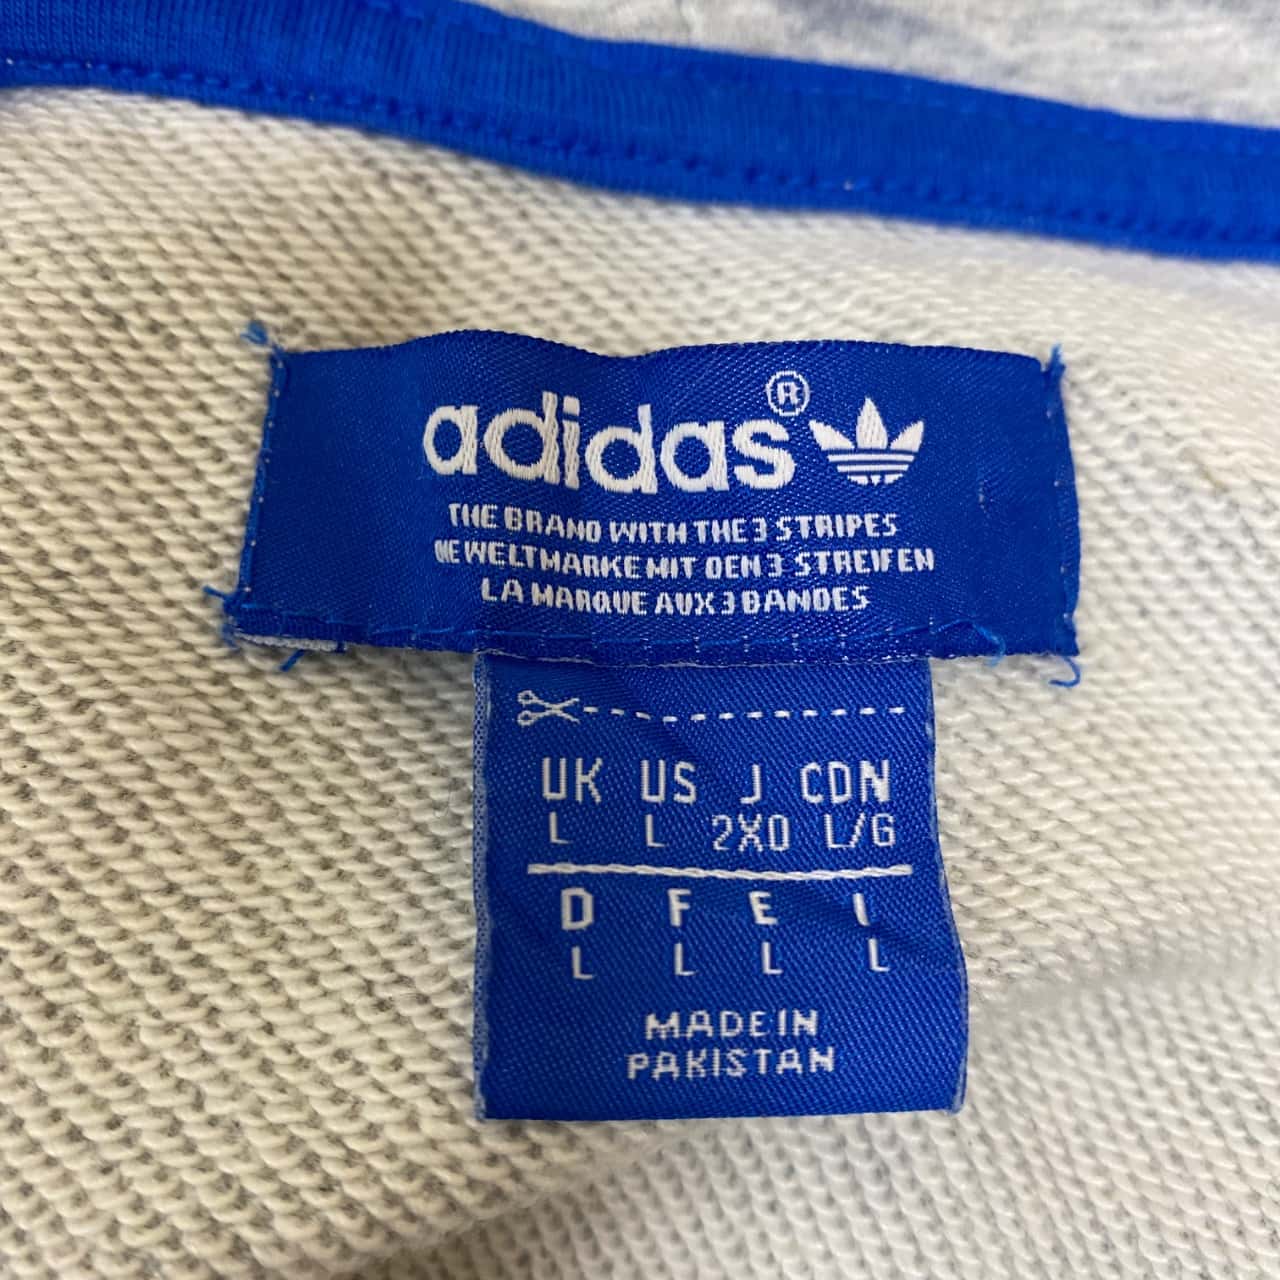 adidas®
THE BRAND WITH THE 3 STRIPES
DIE WELTMARKE MIT DEN 3 STREIFEN
LA MARQUE AUX 3 BANDES
UK US J CDN
L L 2XO L/G
D F E I
L L L L
MADE IN
PAKISTAN